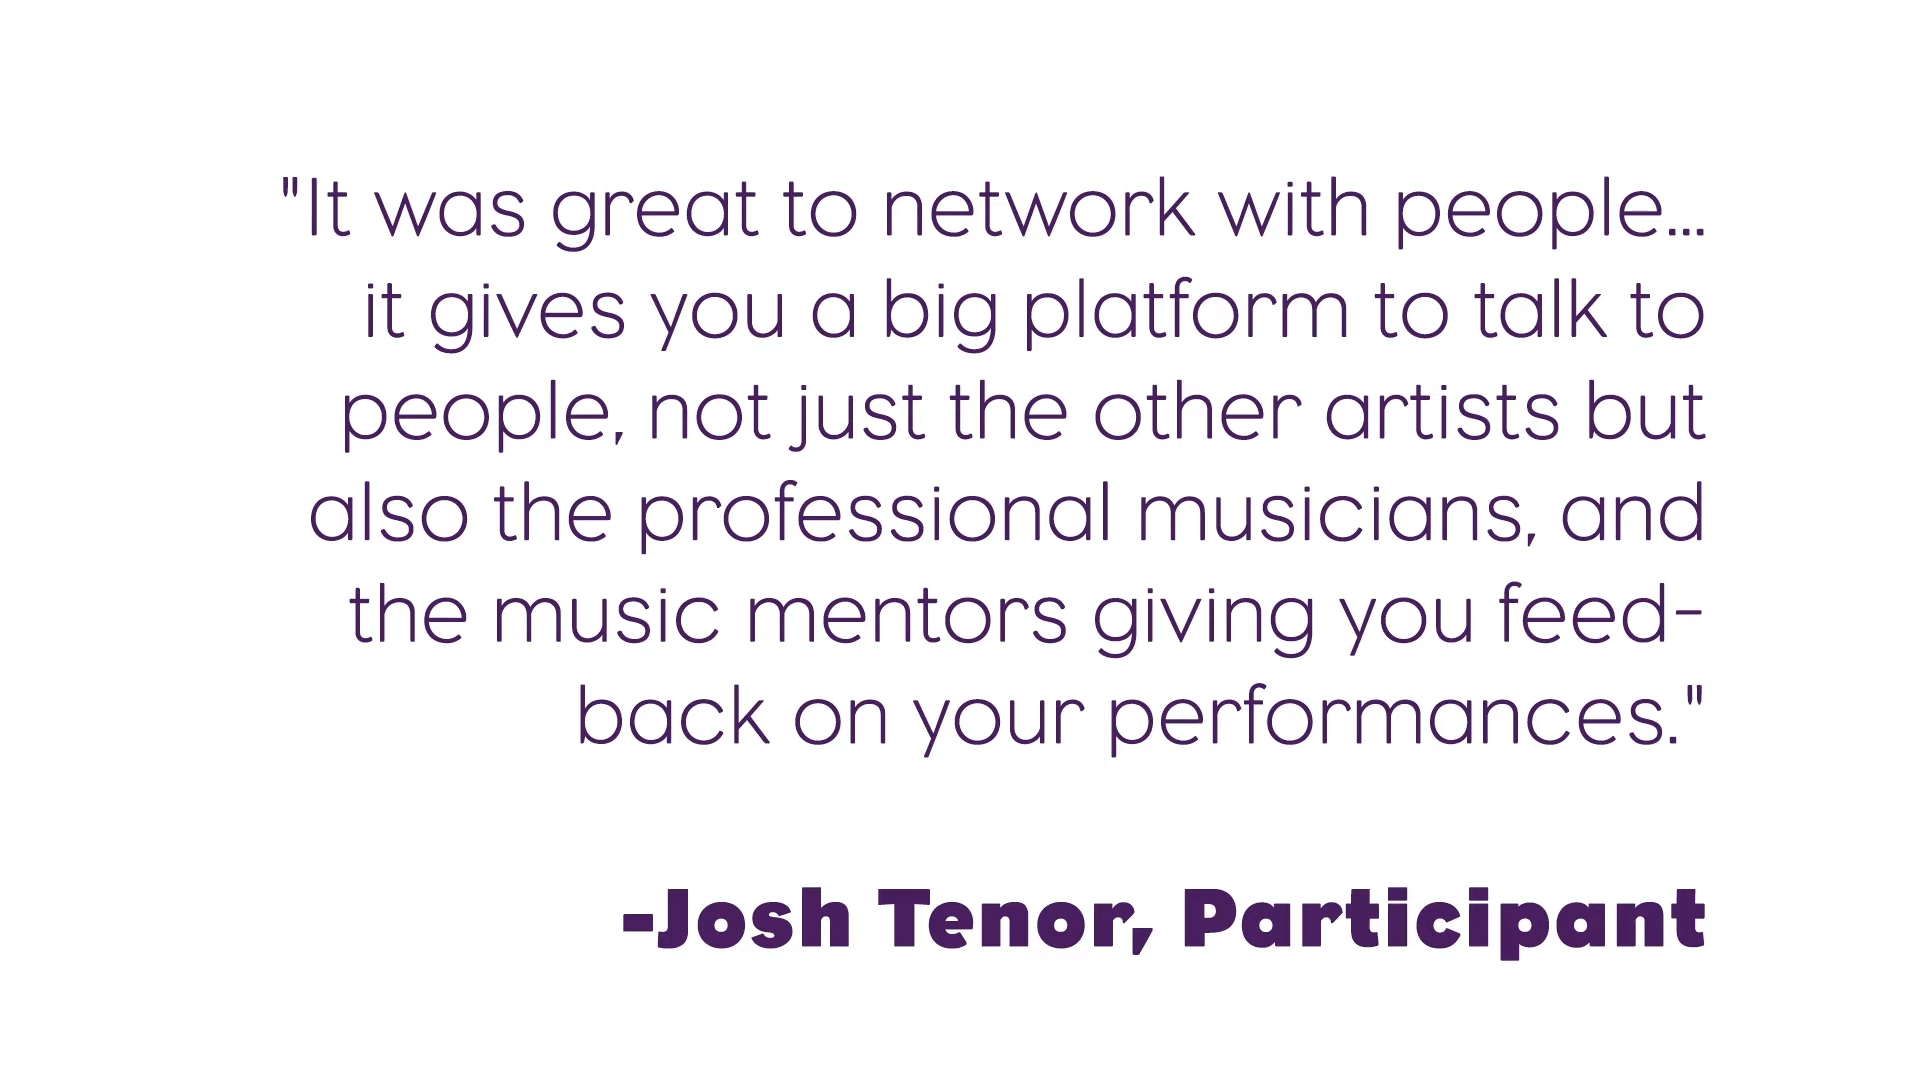 "It was great to network with people...
it gives you a big platform to talk to
people, not just the other artists but
also the professional musicians, and
the music mentors giving you feed-
back on your performances."
-Josh Tenor, Participant